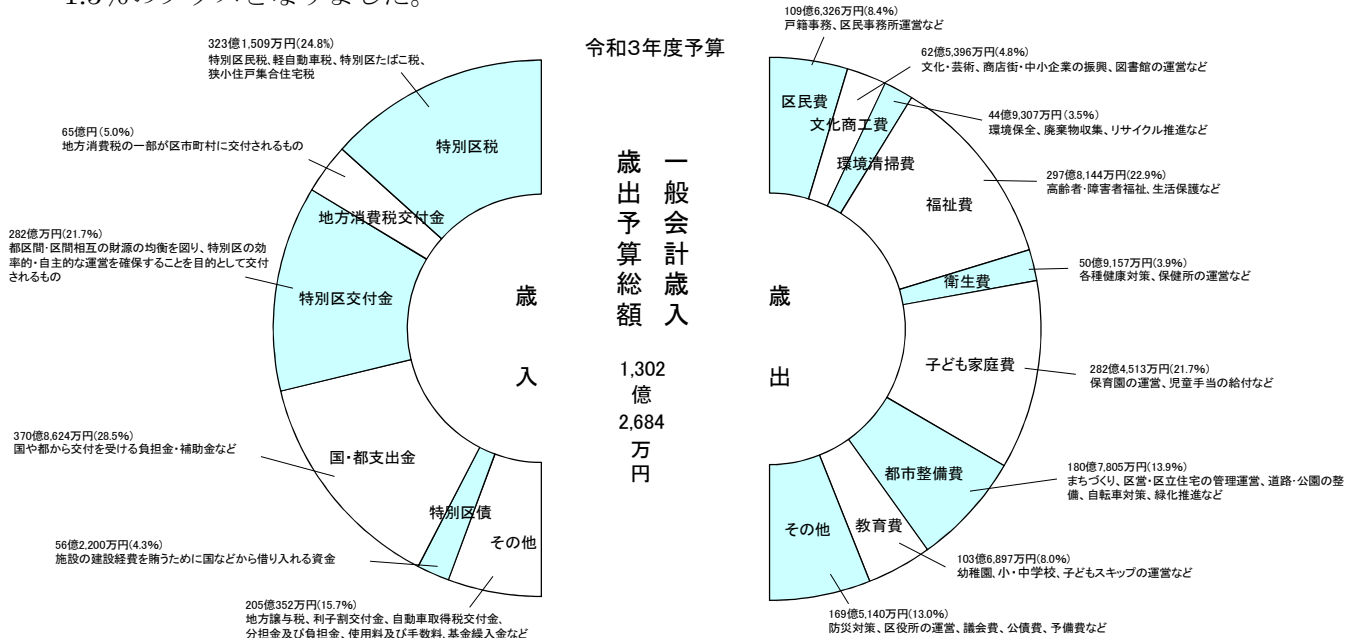 令和3年度予算
323億1,509万円(24.8%)
特別区民税、軽自動車税、特別区たばこ税、
狭小住戸集合住宅税
特別区税
65億円(5.0%)
地方消費税の一部が区市町村に交付されるもの
地方消費税交付金
282億万円(21.7%)
都区間・区間相互の財源の均衡を図り、特別区の効
率的・自主的な運営を確保することを目的として交付
されるもの
特別区交付金
370億8,624万円(28.5%)
国や都から交付を受ける負担金・補助金など
国・都支出金
56億2,200万円(4.3%)
施設の建設経費を賄うために国などから借り入れる資金
特別区債
205億352万円(15.7%)
地方譲与税、利子割交付金、自動車取得税交付金、
分担金及び負担金、使用料及び手数料、基金繰入金など
その他
歳入
一般会計歳入
歳出予算総額
1,302
億
2,684
万
円
歳出
109億6,326万円(8.4%)
戸籍事務、区民事務所運営など
区民費
62億5,396万円(4.8%)
文化・芸術、商店街・中小企業の振興、図書館の運営など
文化商工費
44億9,307万円(3.5%)
環境保全、廃棄物収集、リサイクル推進など
環境清掃費
297億8,144万円(22.9%)
高齢者・障害者福祉、生活保護など
福祉費
50億9,157万円(3.9%)
各種健康対策、保健所の運営など
衛生費
282億4,513万円(21.7%)
保育園の運営、児童手当の給付など
子ども家庭費
180億7,805万円(13.9%)
まちづくり、区営・区立住宅の管理運営、道路・公園の整
備、自転車対策、緑化推進など
都市整備費
103億6,897万円(8.0%)
幼稚園、小・中学校、子どもスキップの運営など
教育費
169億5,140万円(13.0%)
防災対策、区役所の運営、議会費、公債費、予備費など
その他